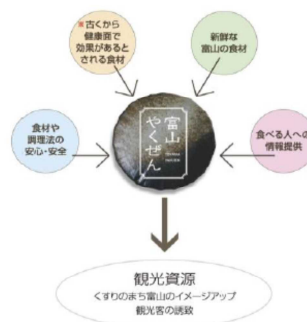 ※古くから
健康面で
効果があると
される食材
新鮮な
富山の食材
食材や
調理法の
安心・安全
富山
やくぜん
食べる人への
情報提供
観光資源
くすりのまち富山のイメージアップ
観光客の誘致